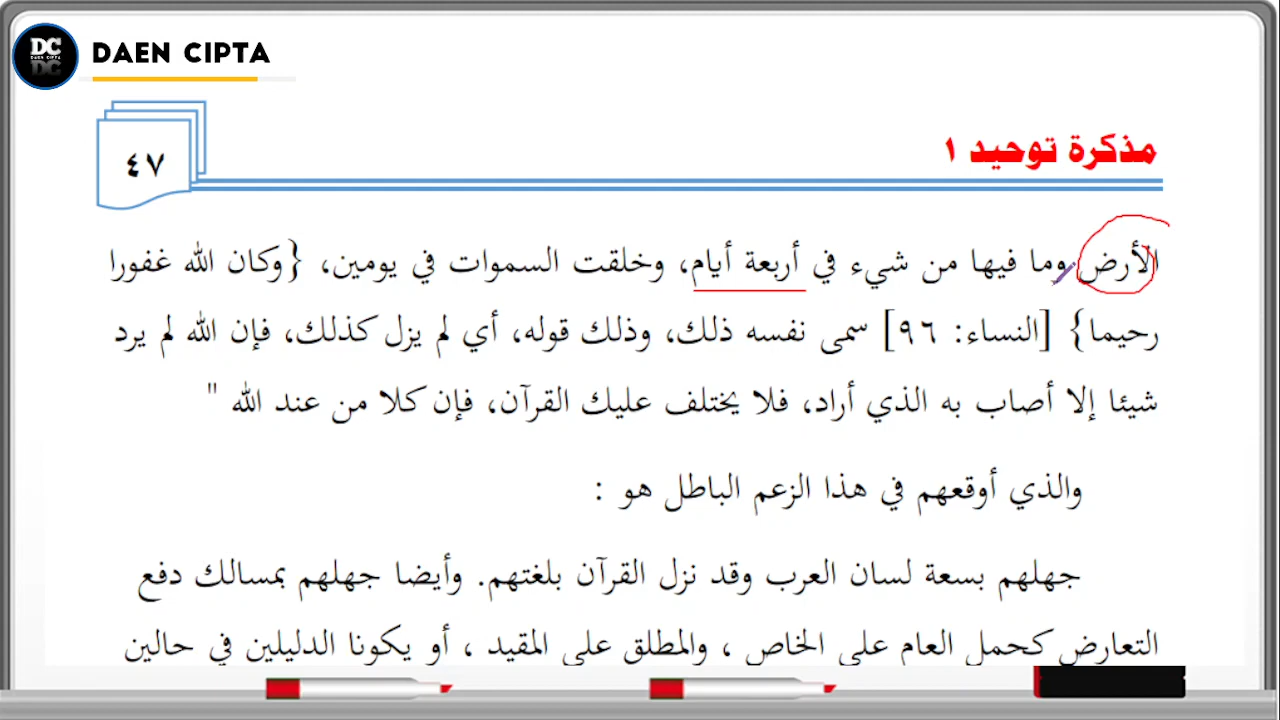 DC
DAEN CIPTA
DAEN CIPTA
مذكرة توحيد ١
٤٧
الأرض وما فيها من شيء في أربعة أيام، وخلقت السموات في يومين، {وكان الله غفورا
رحيما} [النساء: ٩٦] سمى نفسه ذلك، وذلك قوله، أي لم يزل كذلك، فإن الله لم يرد
شيئا إلا أصاب به الذي أراد، فلا يختلف عليك القرآن، فإن كلا من عند الله "
والذي أوقعهم في هذا الزعم الباطل هو :
جهلهم بسعة لسان العرب وقد نزل القرآن بلغتهم. وأيضا جهلهم بمسالك دفع
التعارض كحمل العام على الخاص ، والمطلق على المقيد ، أو يكونا الدليلين في حالين